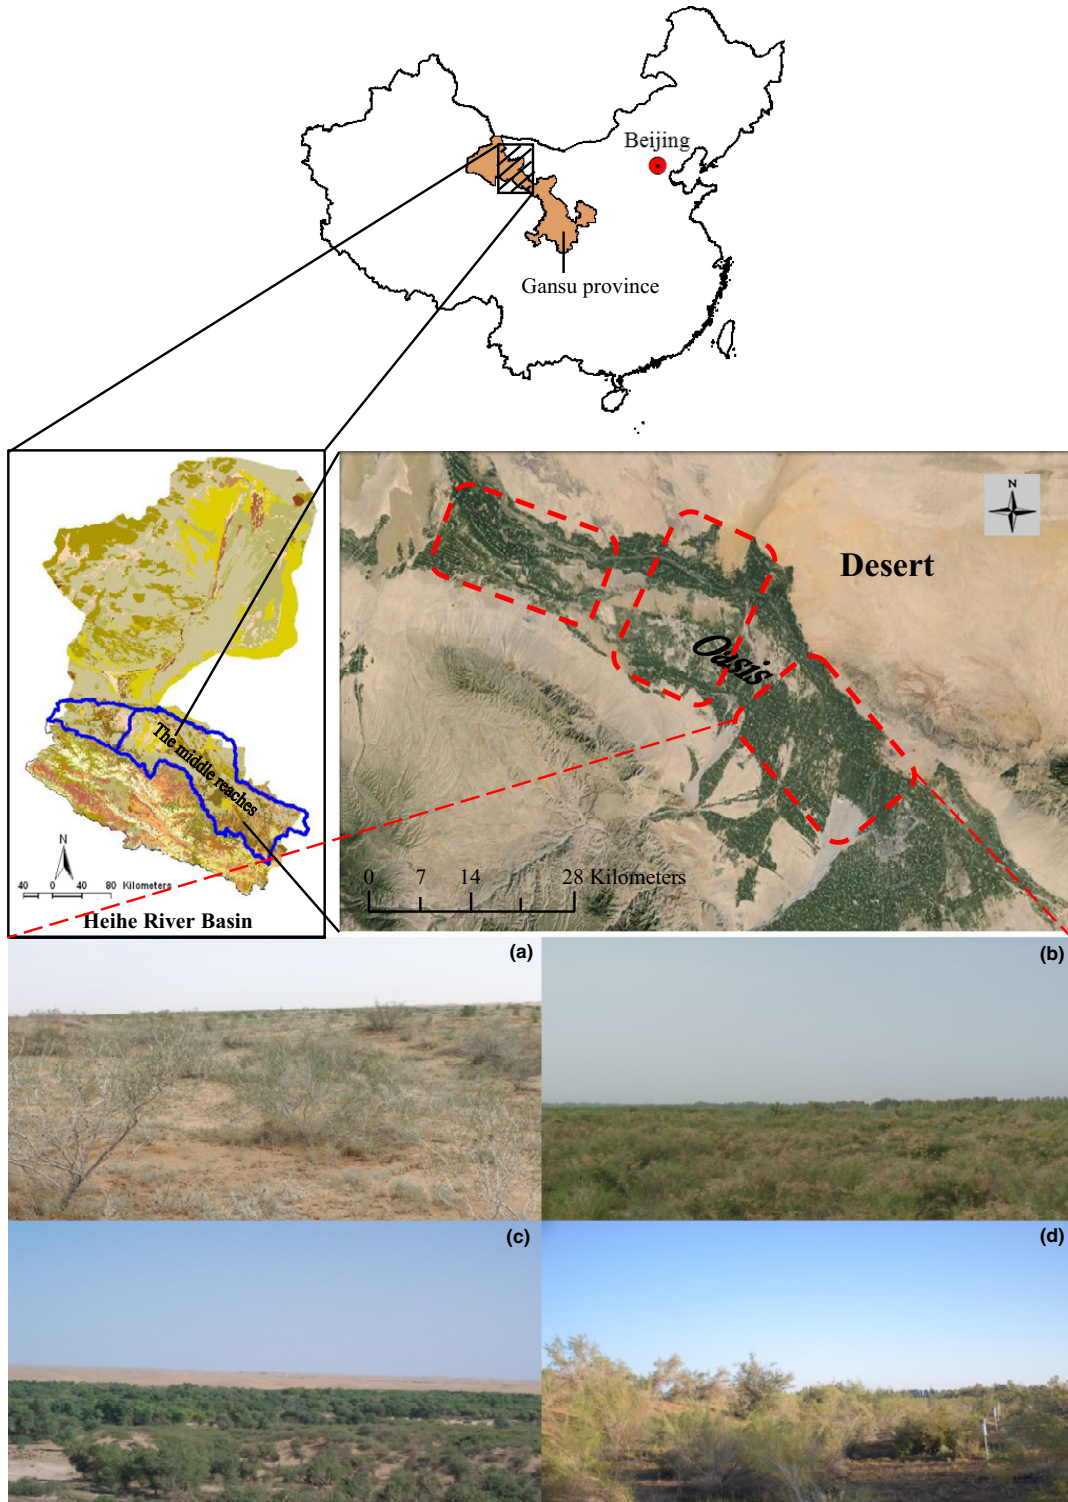 Beijing
Gansu province
N
Desert
Oasis
The middle reaches
N
40 0 40 80 Kilometers
Heihe River Basin
0 7 14 28 Kilometers
(a)
(b)
(c)
(d)